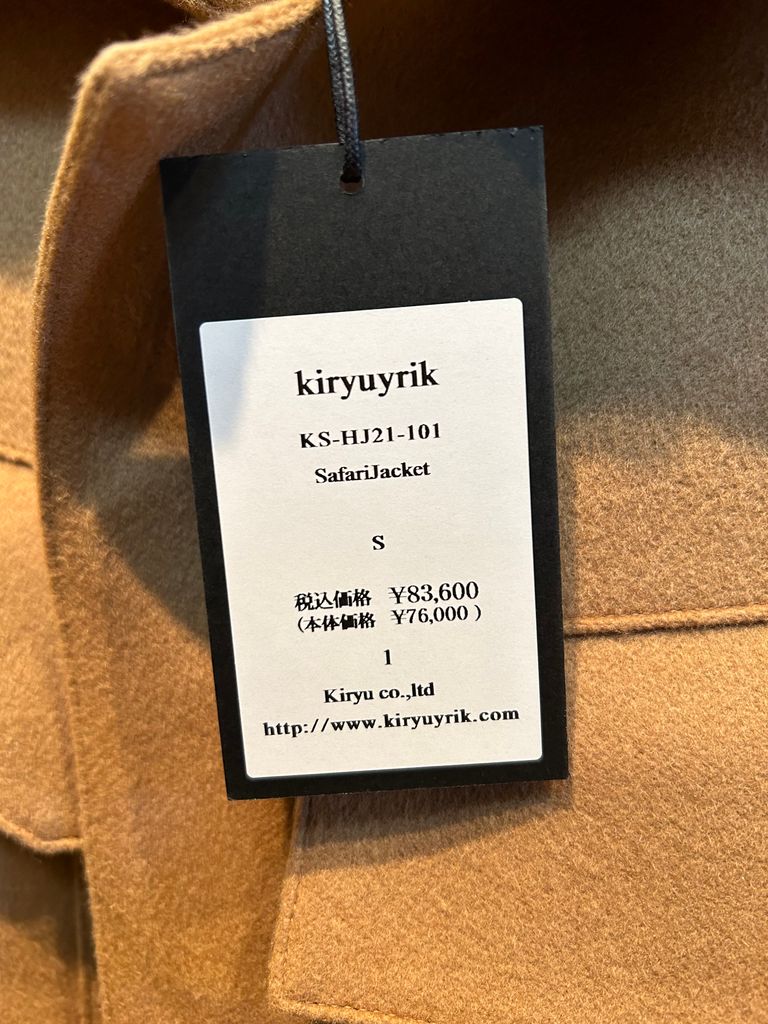 kiryuyrik
KS-HJ21-101
SafariJacket
S
税込価格 ¥83,600
(本体価格 ¥76,000 )
1
Kiryu co.,ltd
http://www.kiryuyrik.com